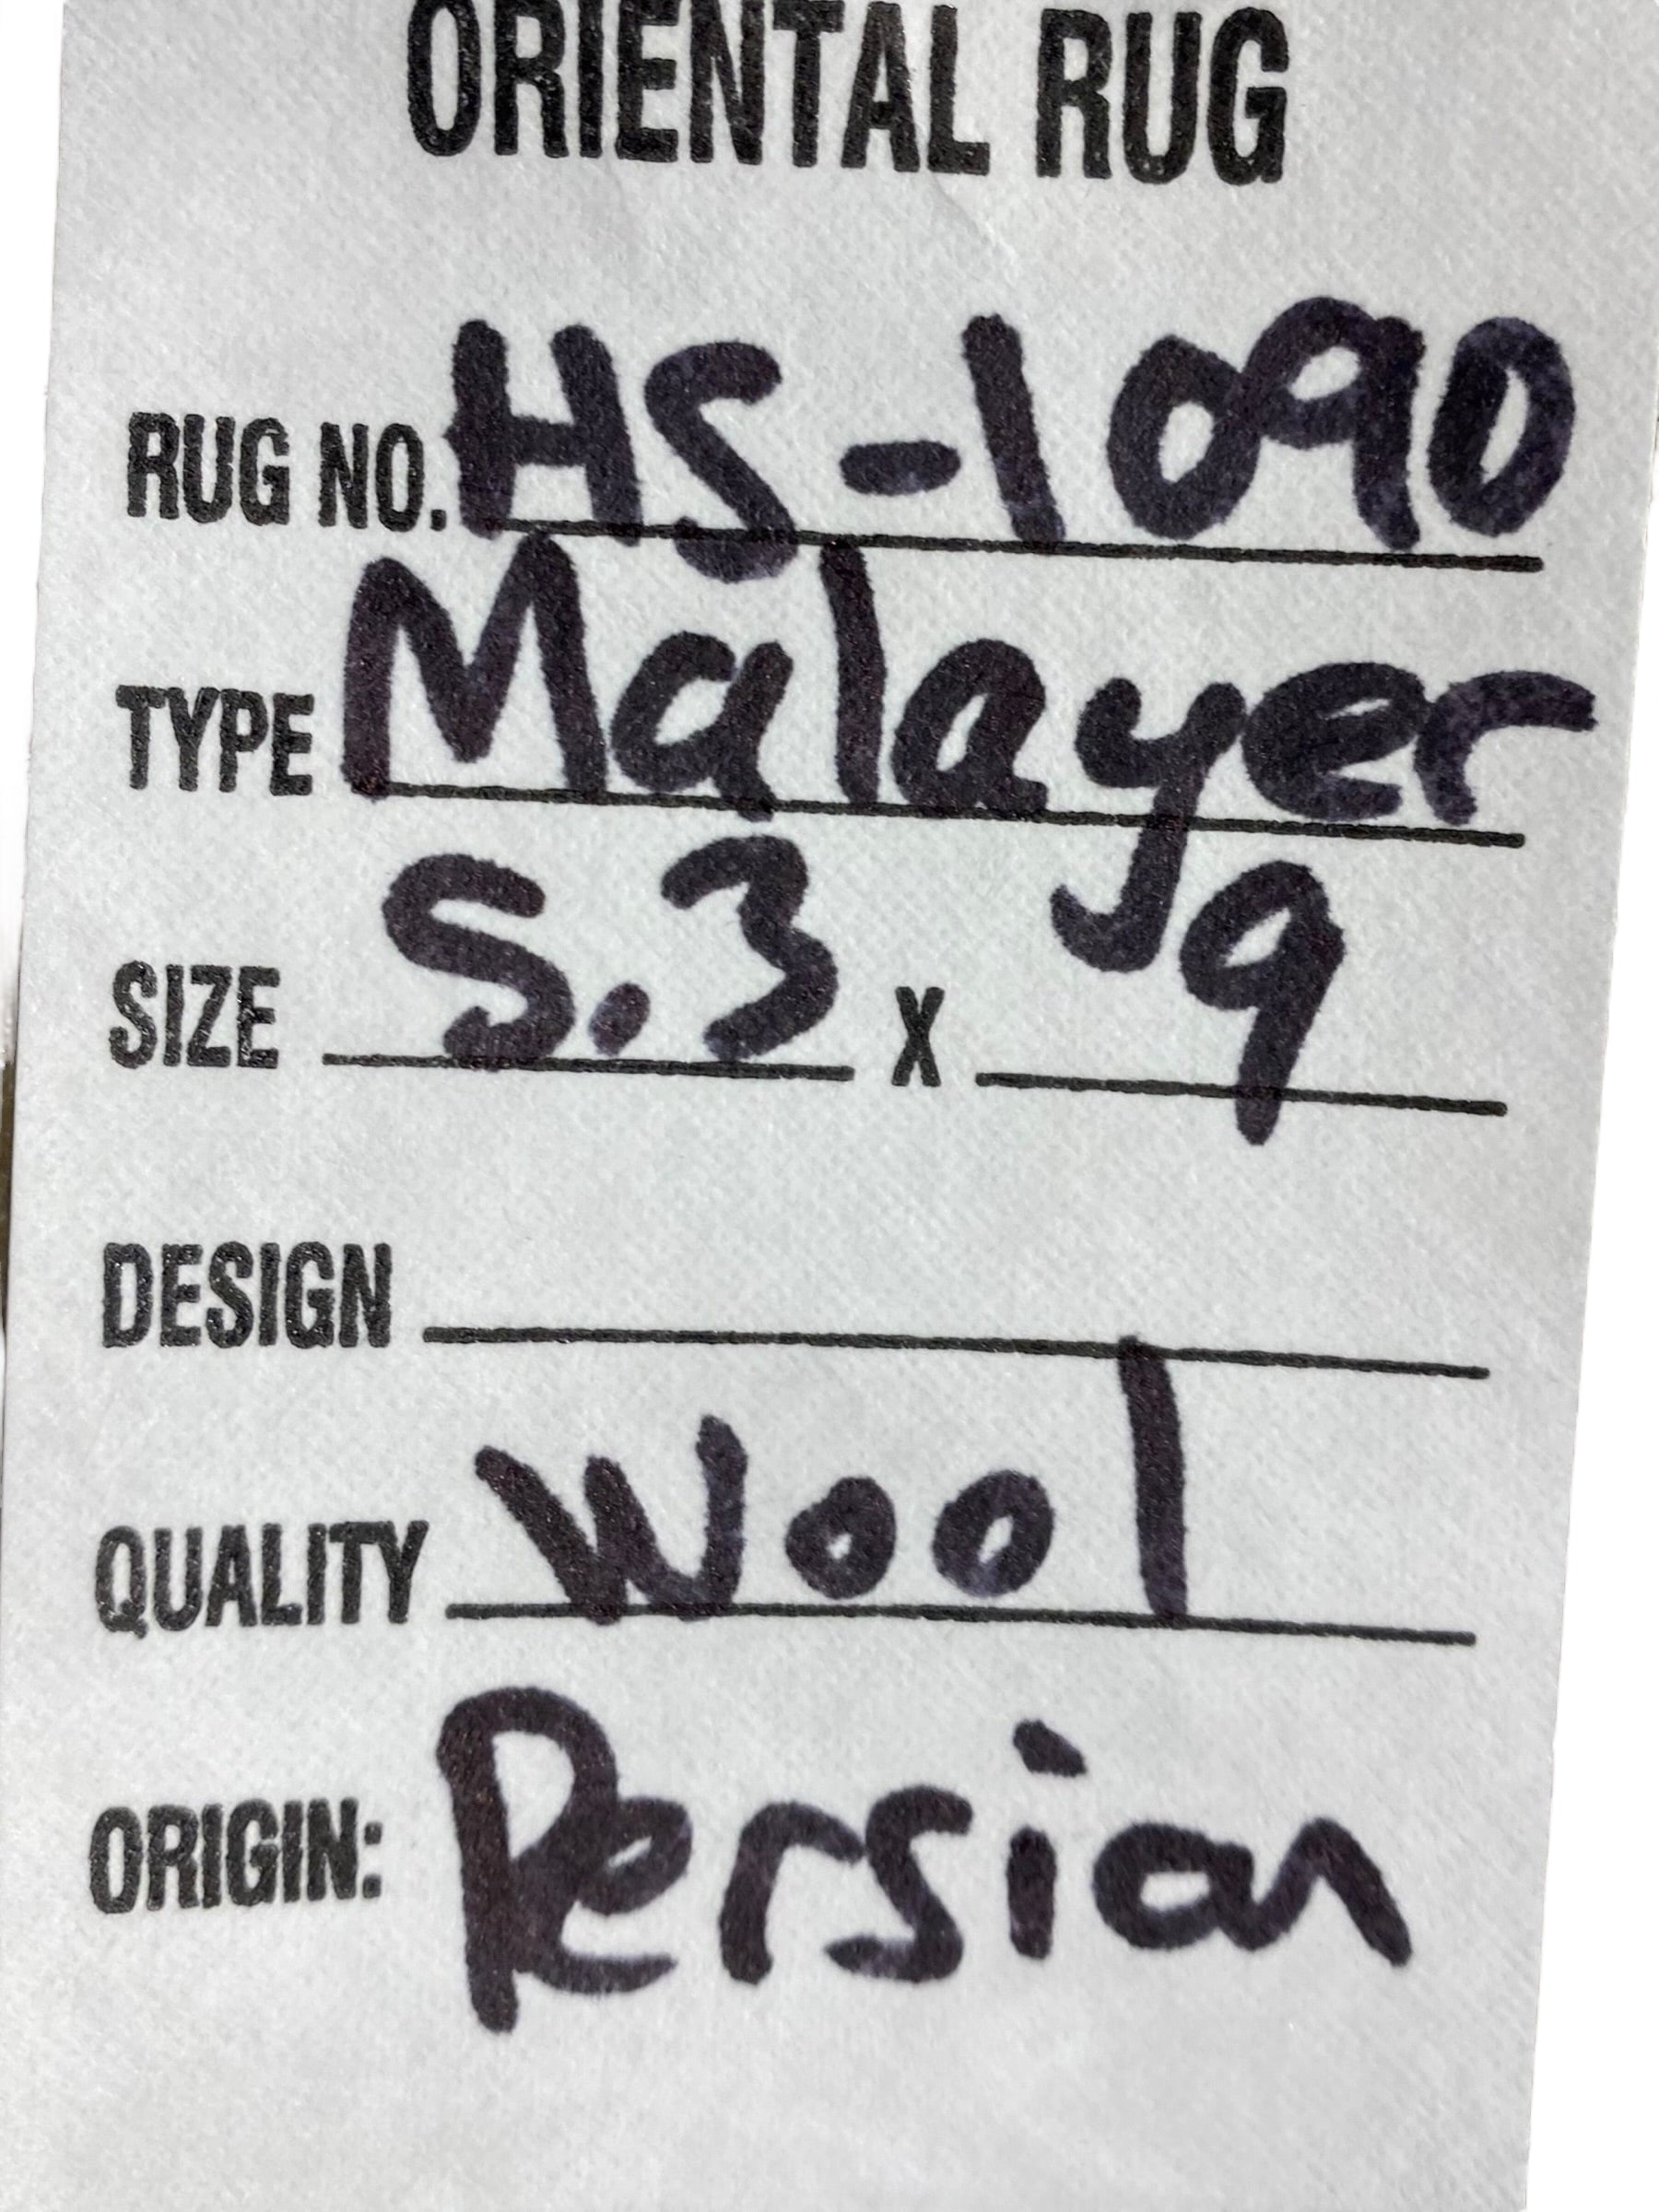 ORIENTAL RUG
RUG NO. HS-1090
TYPE Malayer
SIZE 5.3 X 9
DESIGN
QUALITY Wool
ORIGIN: Persian